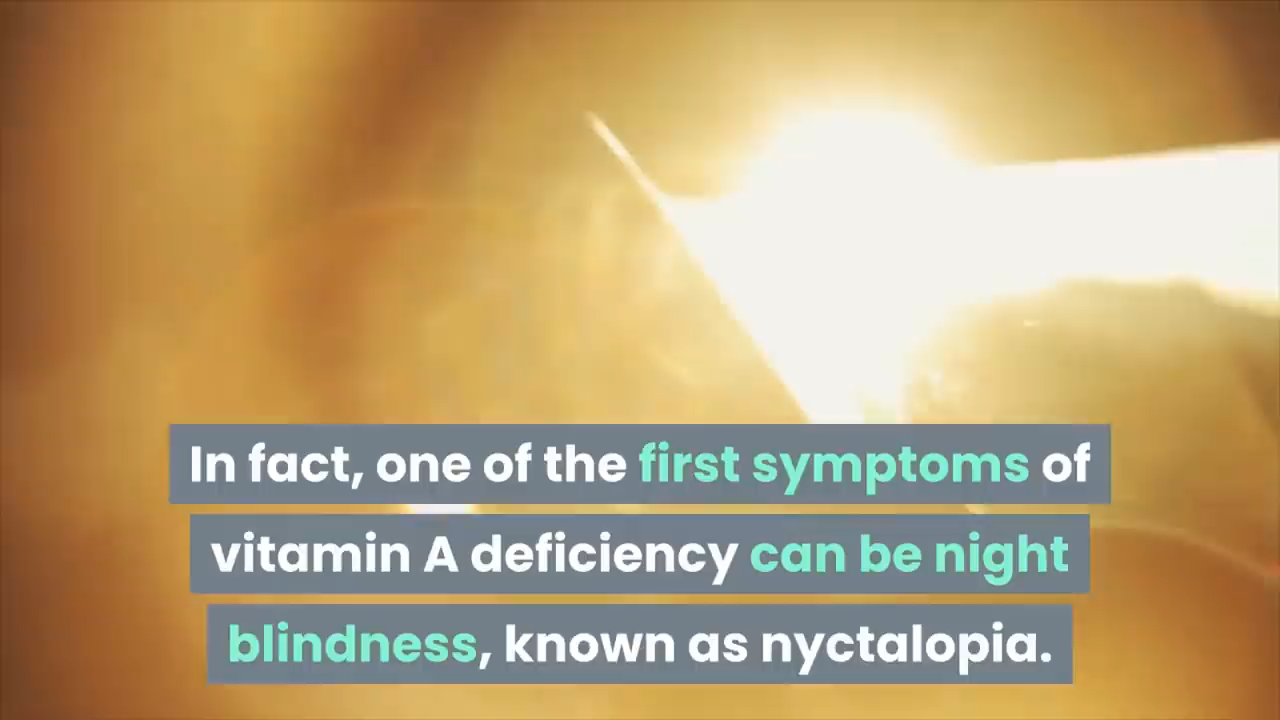 In fact, one of the first symptoms of
vitamin A deficiency can be night
blindness, known as nyctalopia.